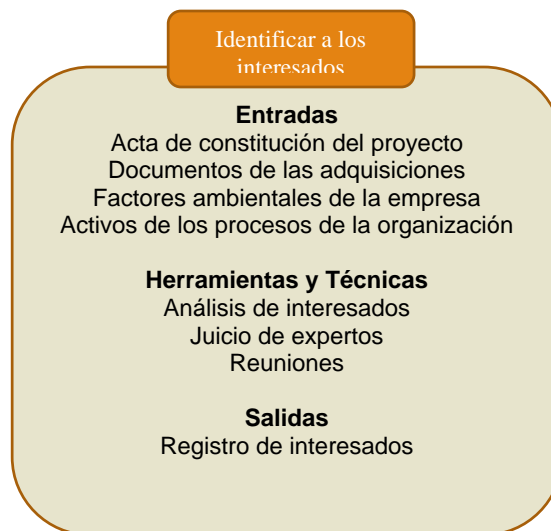 Identificar a los
interesados
Entradas
Acta de constitución del proyecto
Documentos de las adquisiciones
Factores ambientales de la empresa
Activos de los procesos de la organización
Herramientas y Técnicas
Análisis de interesados
Juicio de expertos
Reuniones
Salidas
Registro de interesados